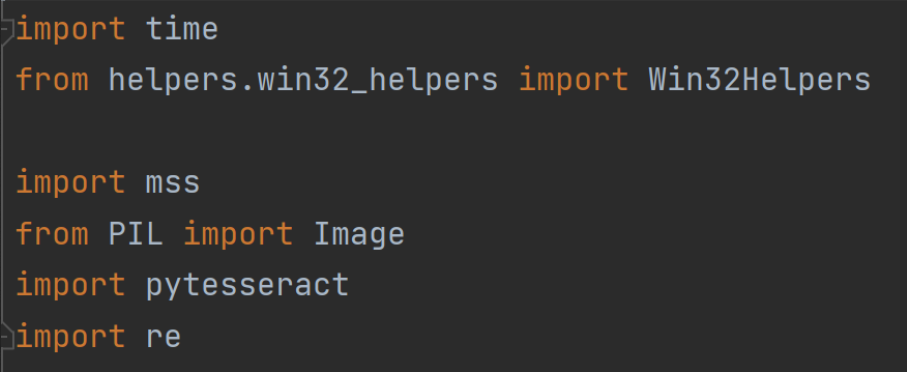 import time
from helpers.win32_helpers import Win32Helpers
import mss
from PIL import Image
import pytesseract
import re